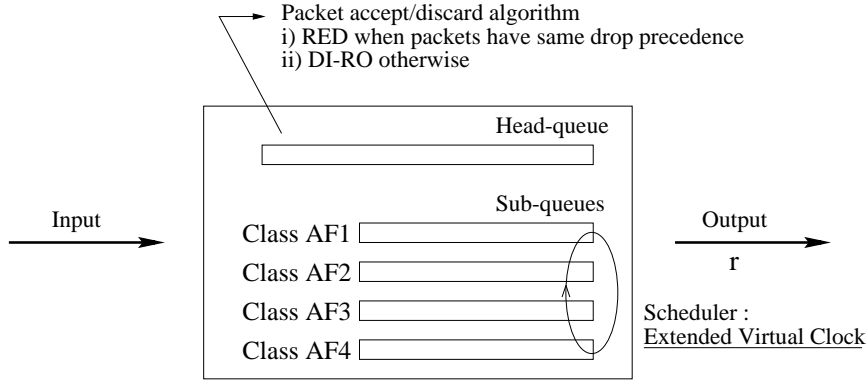 Packet accept/discard algorithm
i) RED when packets have same drop precedence
ii) DI-RO otherwise
Head-queue
Sub-queues
Input
Class AF1
Class AF2
Class AF3
Class AF4
Output
r
Scheduler :
Extended Virtual Clock